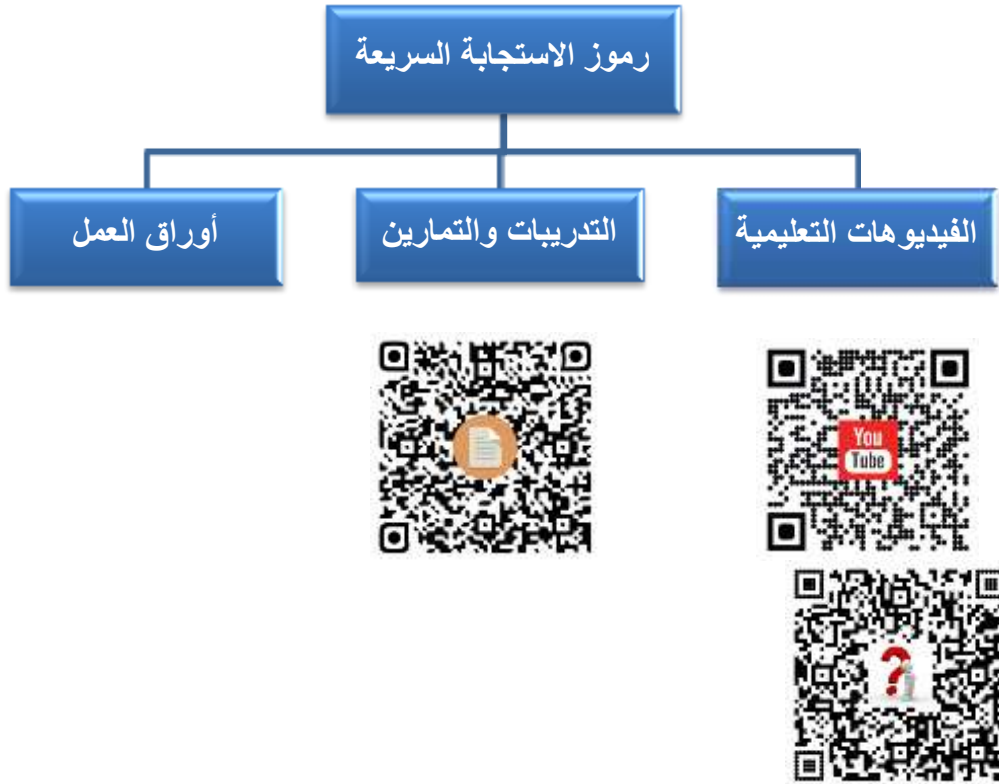 رموز الاستجابة السريعة
الفيديوهات التعليمية
التدريبات والتمارين
أوراق العمل
You
Tube